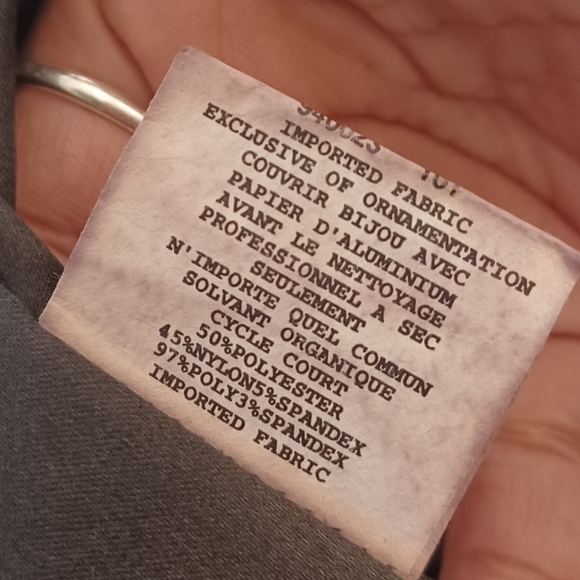 IMPORTED FABRIC
EXCLUSIVE OF ORNAMENTATION
COUVRIR BIJOU AVEC
PAPIER D'ALUMINIUM
AVANT LE NETTOYAGE
PROFESSIONNEL A SEC
SEULEMENT
N'IMPORTE QUEL COMMUN
SOLVANT ORGANIQUE
CYCLE COURT
50%POLYESTER
45%NYLON5%SPANDEX
97%POLY3%SPANDEX
IMPORTED FABRIC